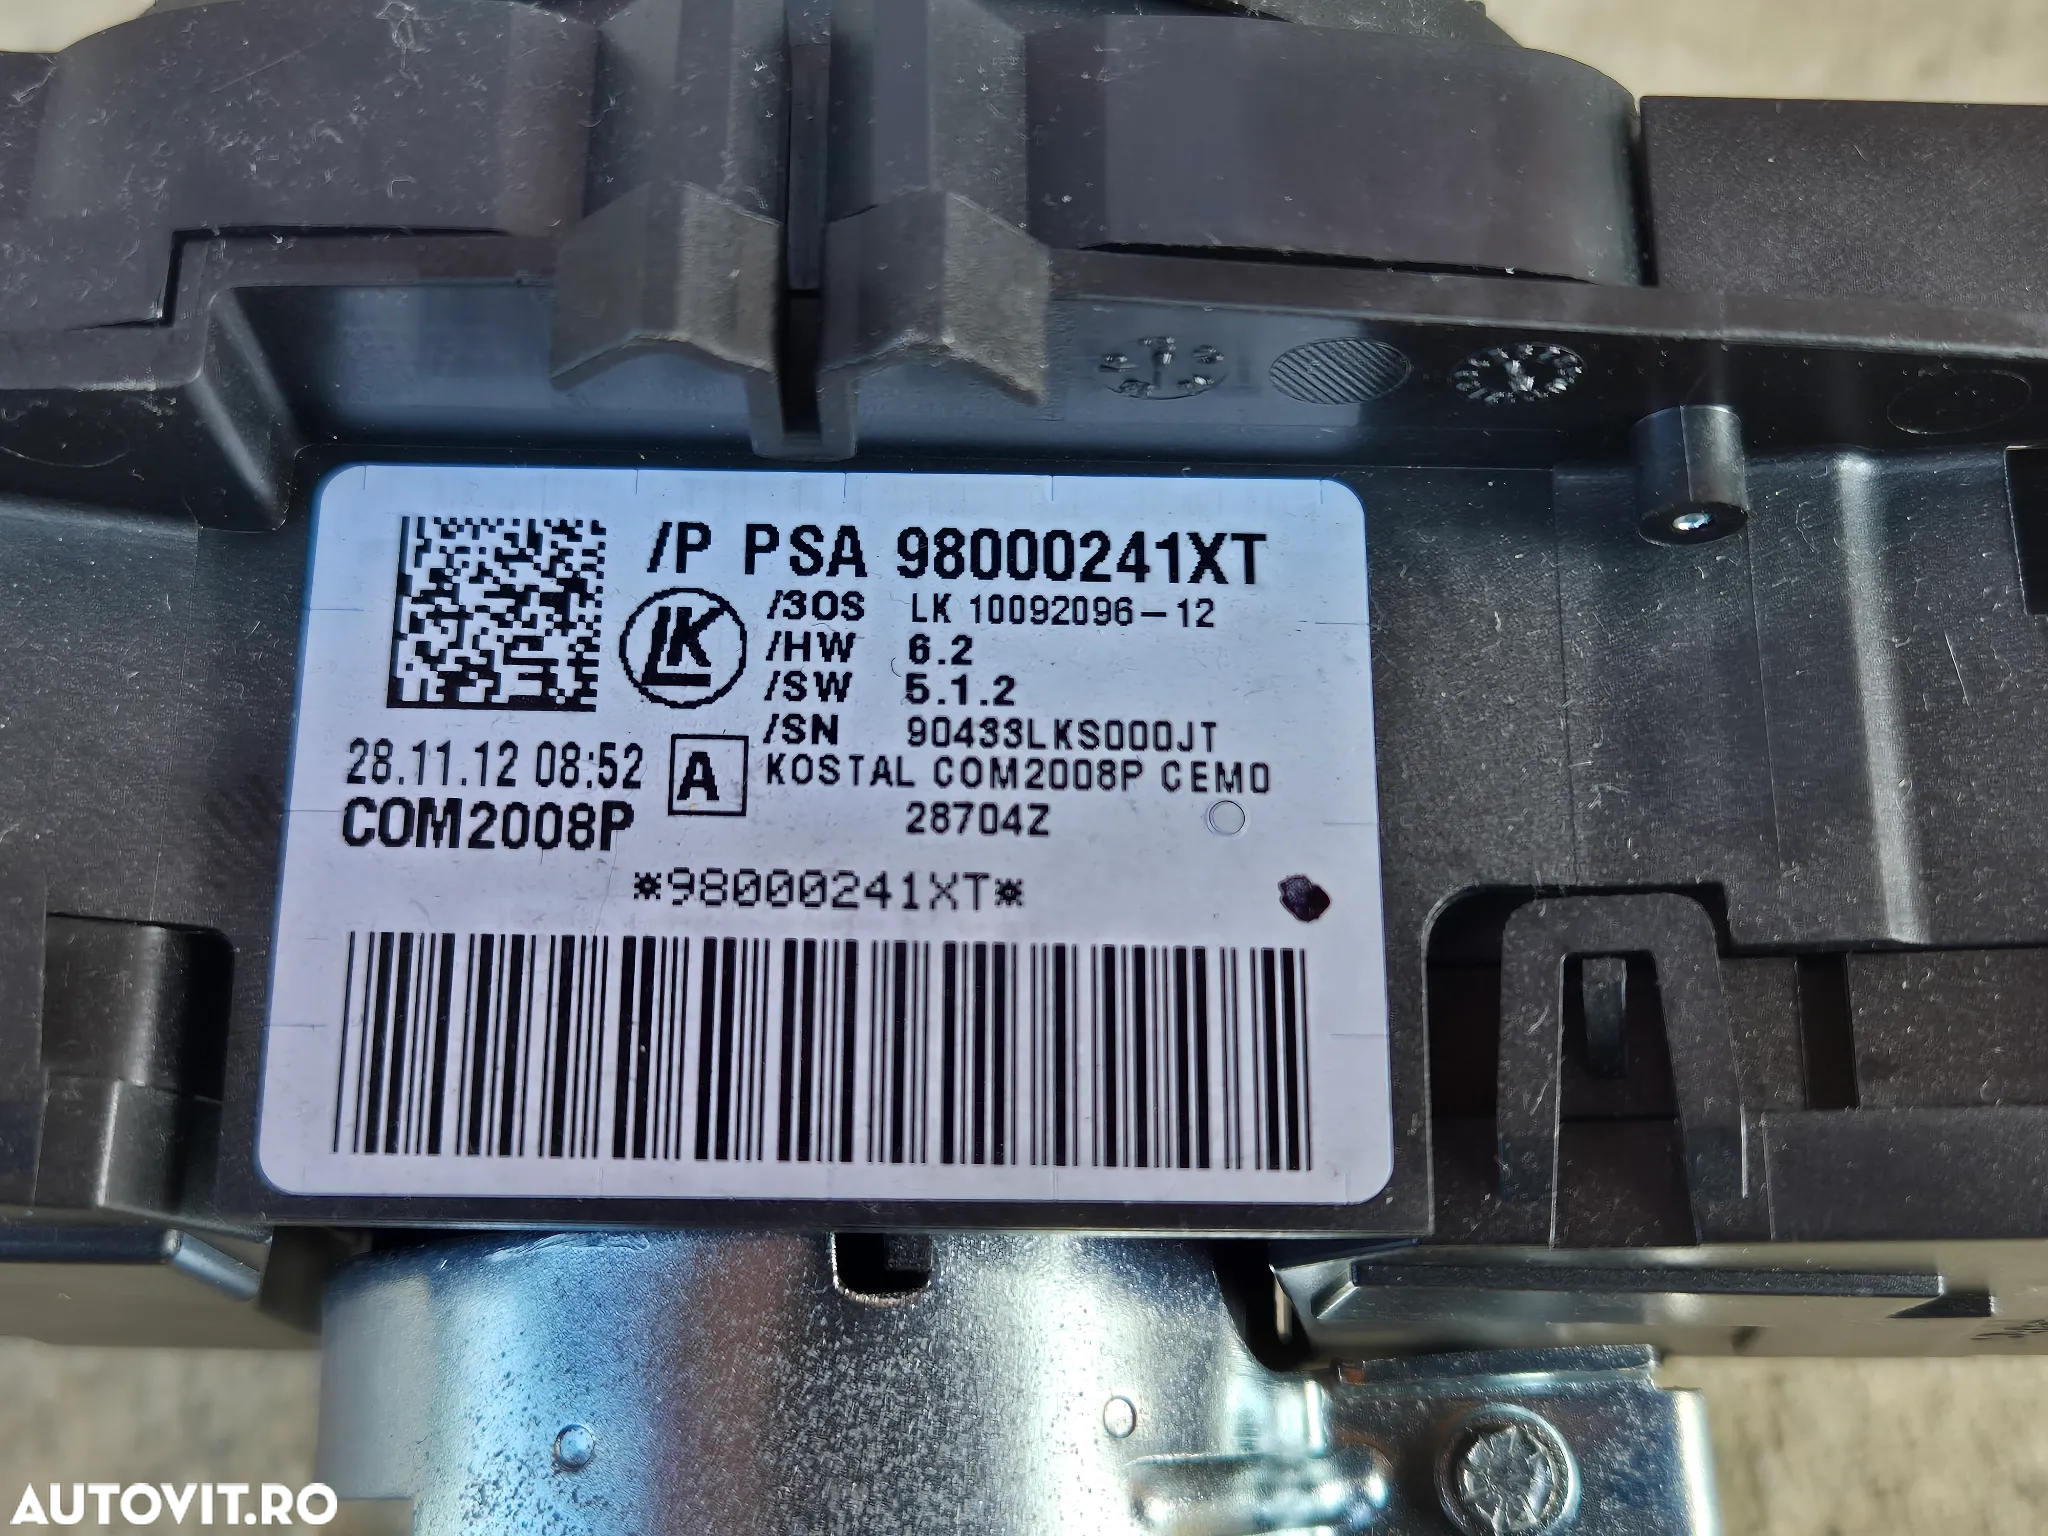 /P PSA 98000241XT
LK
/3OS LK 10092096-12
/HW 6.2
/SW 5.1.2
/SN 90433LKS000JT
28.11.12 08:52
A
KOSTAL COM2008P CEMO
COM2008P
28704Z
*98000241XT*
AUTOVIT.RO